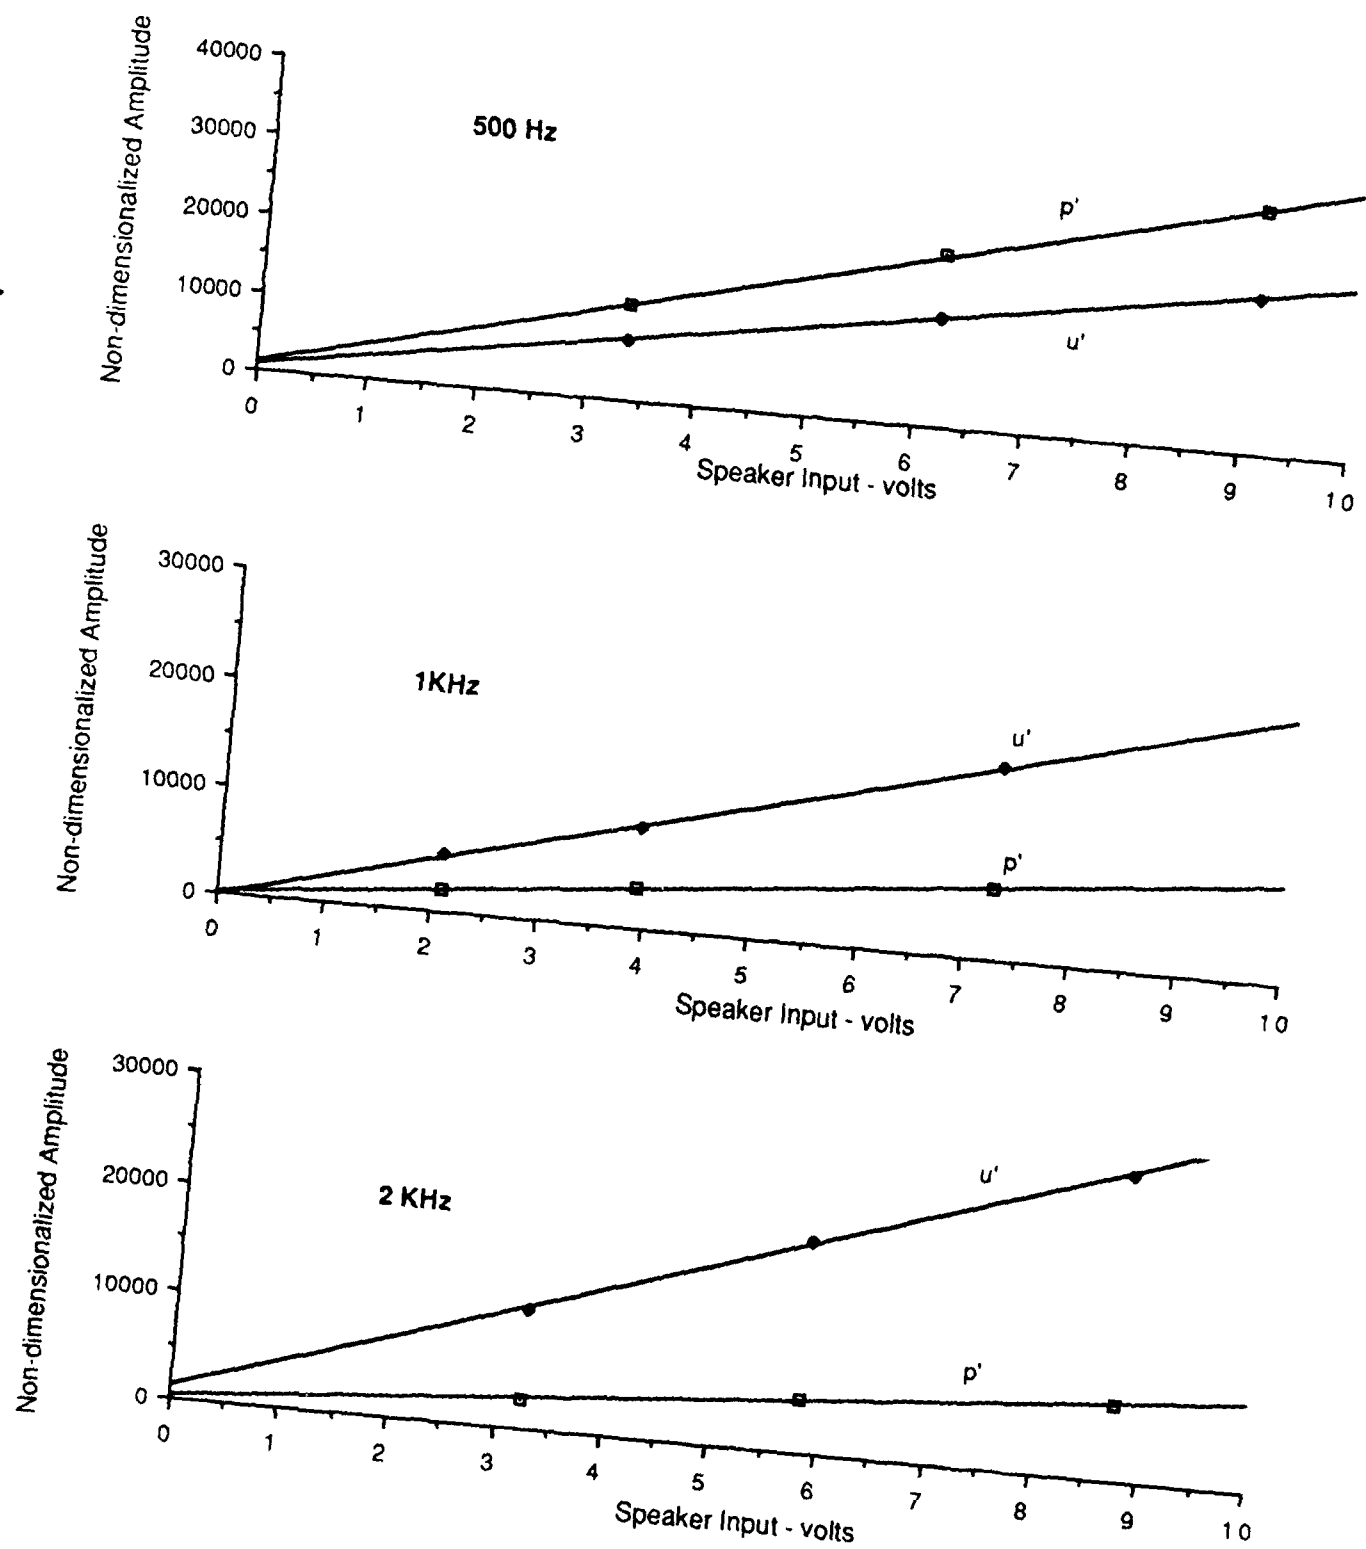 Non-dimensionalized Amplitude
40000
30000
20000
10000
0
500 Hz
p'
u'
0 1 2 3 4 5 6 7 8 9 10
Speaker Input - volts
Non-dimensionalized Amplitude
30000
20000
10000
0
1KHz
u'
p'
0 1 2 3 4 5 6 7 8 9 10
Speaker Input - volts
Non-dimensionalized Amplitude
30000
20000
10000
0
2 KHz
u'
p'
0 1 2 3 4 5 6 7 8 9 10
Speaker Input - volts